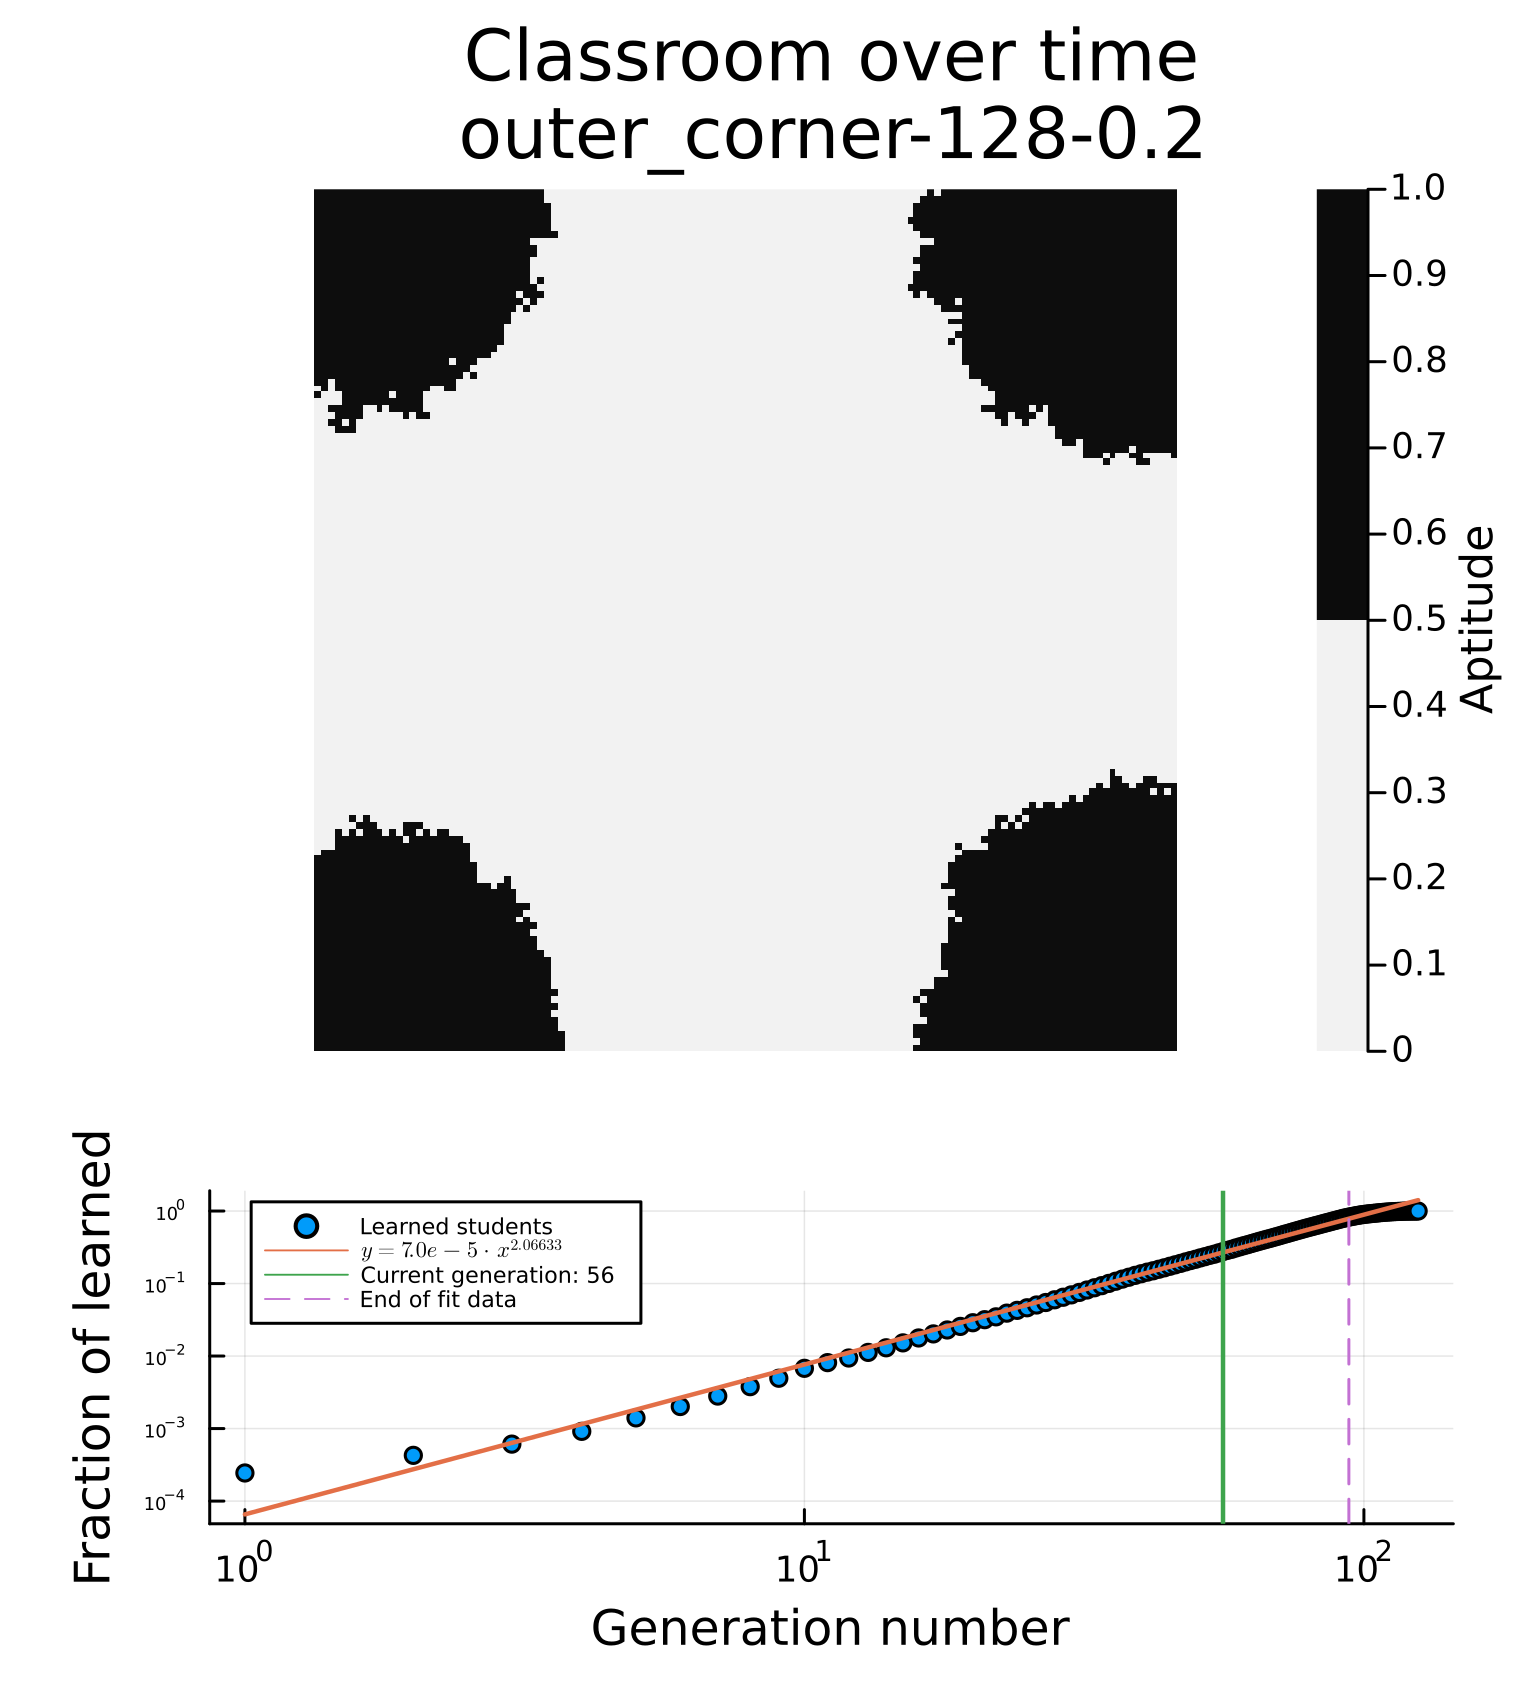 Classroom over time
outer_corner-128-0.2
1.0
0.9
0.8
0.7
0.6
0.5
0.4
0.3
0.2
0.1
0
Aptitude
Fraction of learned
10^0
10^-1
10^-2
10^-3
10^-4
Learned students
y = 7.0e − 5 · x^2.06633
Current generation: 56
End of fit data
10^0 10^1 10^2
Generation number